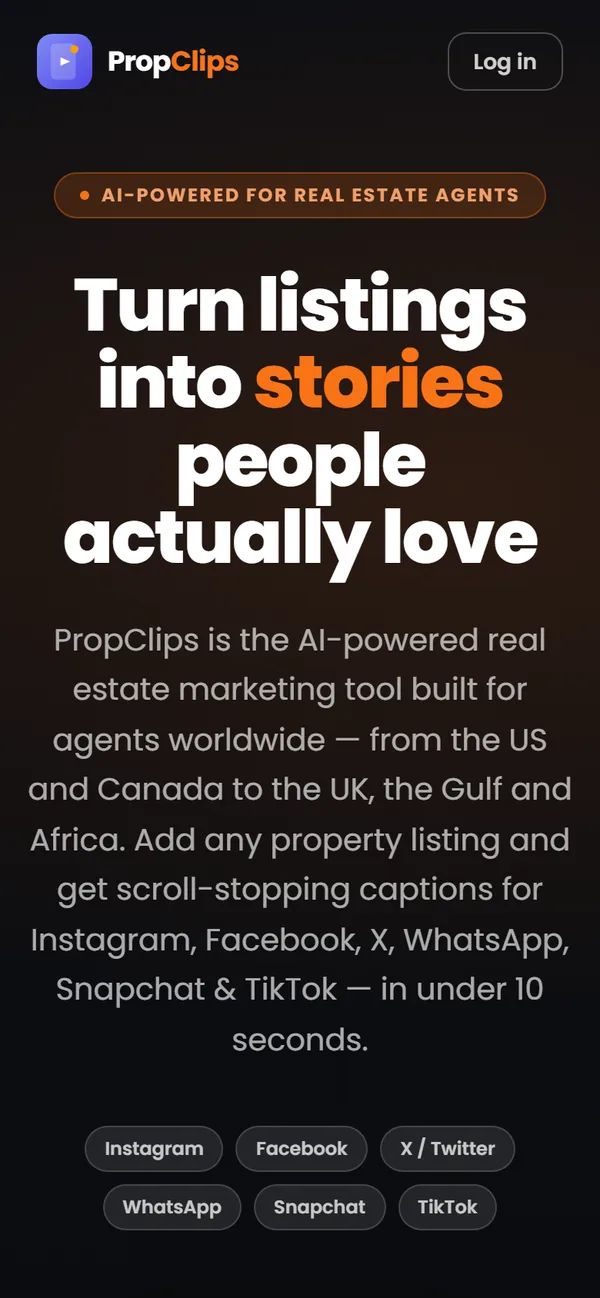 PropClips
Log in
AI-POWERED FOR REAL ESTATE AGENTS
Turn listings
into stories
people
actually love
PropClips is the AI-powered real
estate marketing tool built for
agents worldwide — from the US
and Canada to the UK, the Gulf and
Africa. Add any property listing and
get scroll-stopping captions for
Instagram, Facebook, X, WhatsApp,
Snapchat & TikTok — in under 10
seconds.
Instagram Facebook X / Twitter
WhatsApp Snapchat TikTok